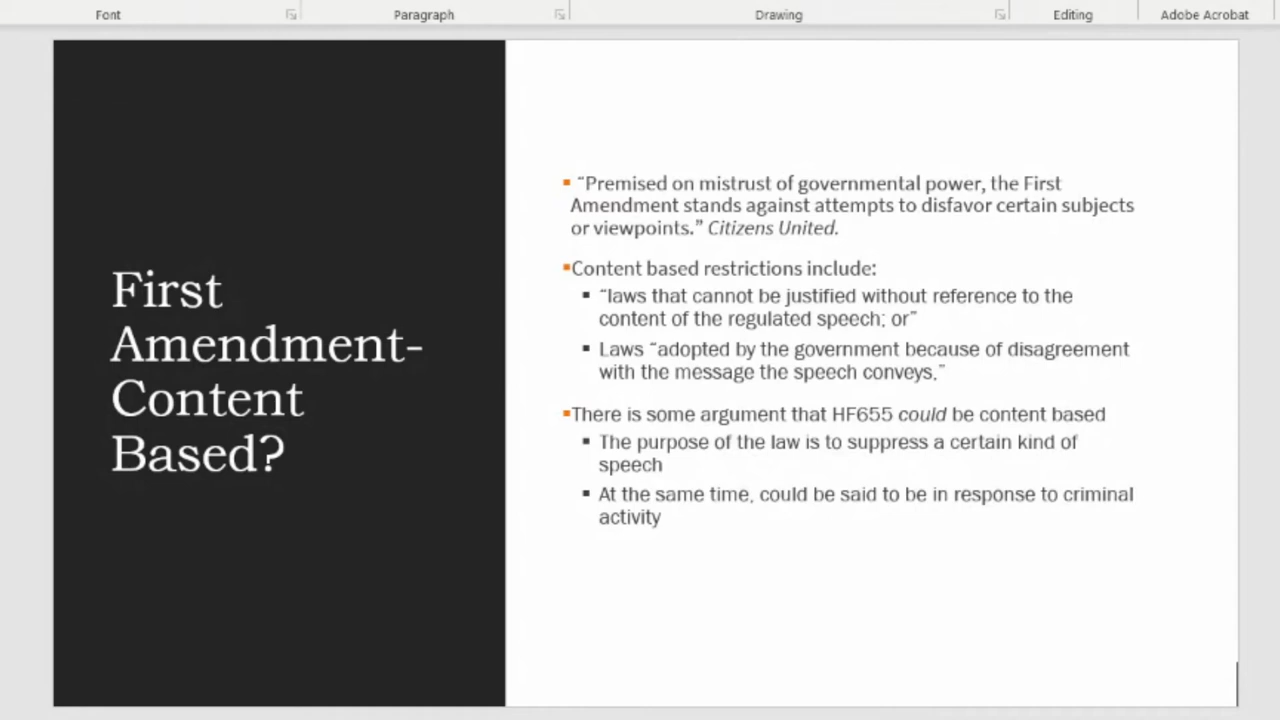 Font
Paragraph
Drawing
Editing
Adobe Acrobat
First
Amendment-
Content
Based?
▪ “Premised on mistrust of governmental power, the First
Amendment stands against attempts to disfavor certain subjects
or viewpoints.” Citizens United.
▪Content based restrictions include:
▪ “laws that cannot be justified without reference to the
content of the regulated speech; or”
▪ Laws “adopted by the government because of disagreement
with the message the speech conveys,”
▪There is some argument that HF655 could be content based
▪ The purpose of the law is to suppress a certain kind of
speech
▪ At the same time, could be said to be in response to criminal
activity